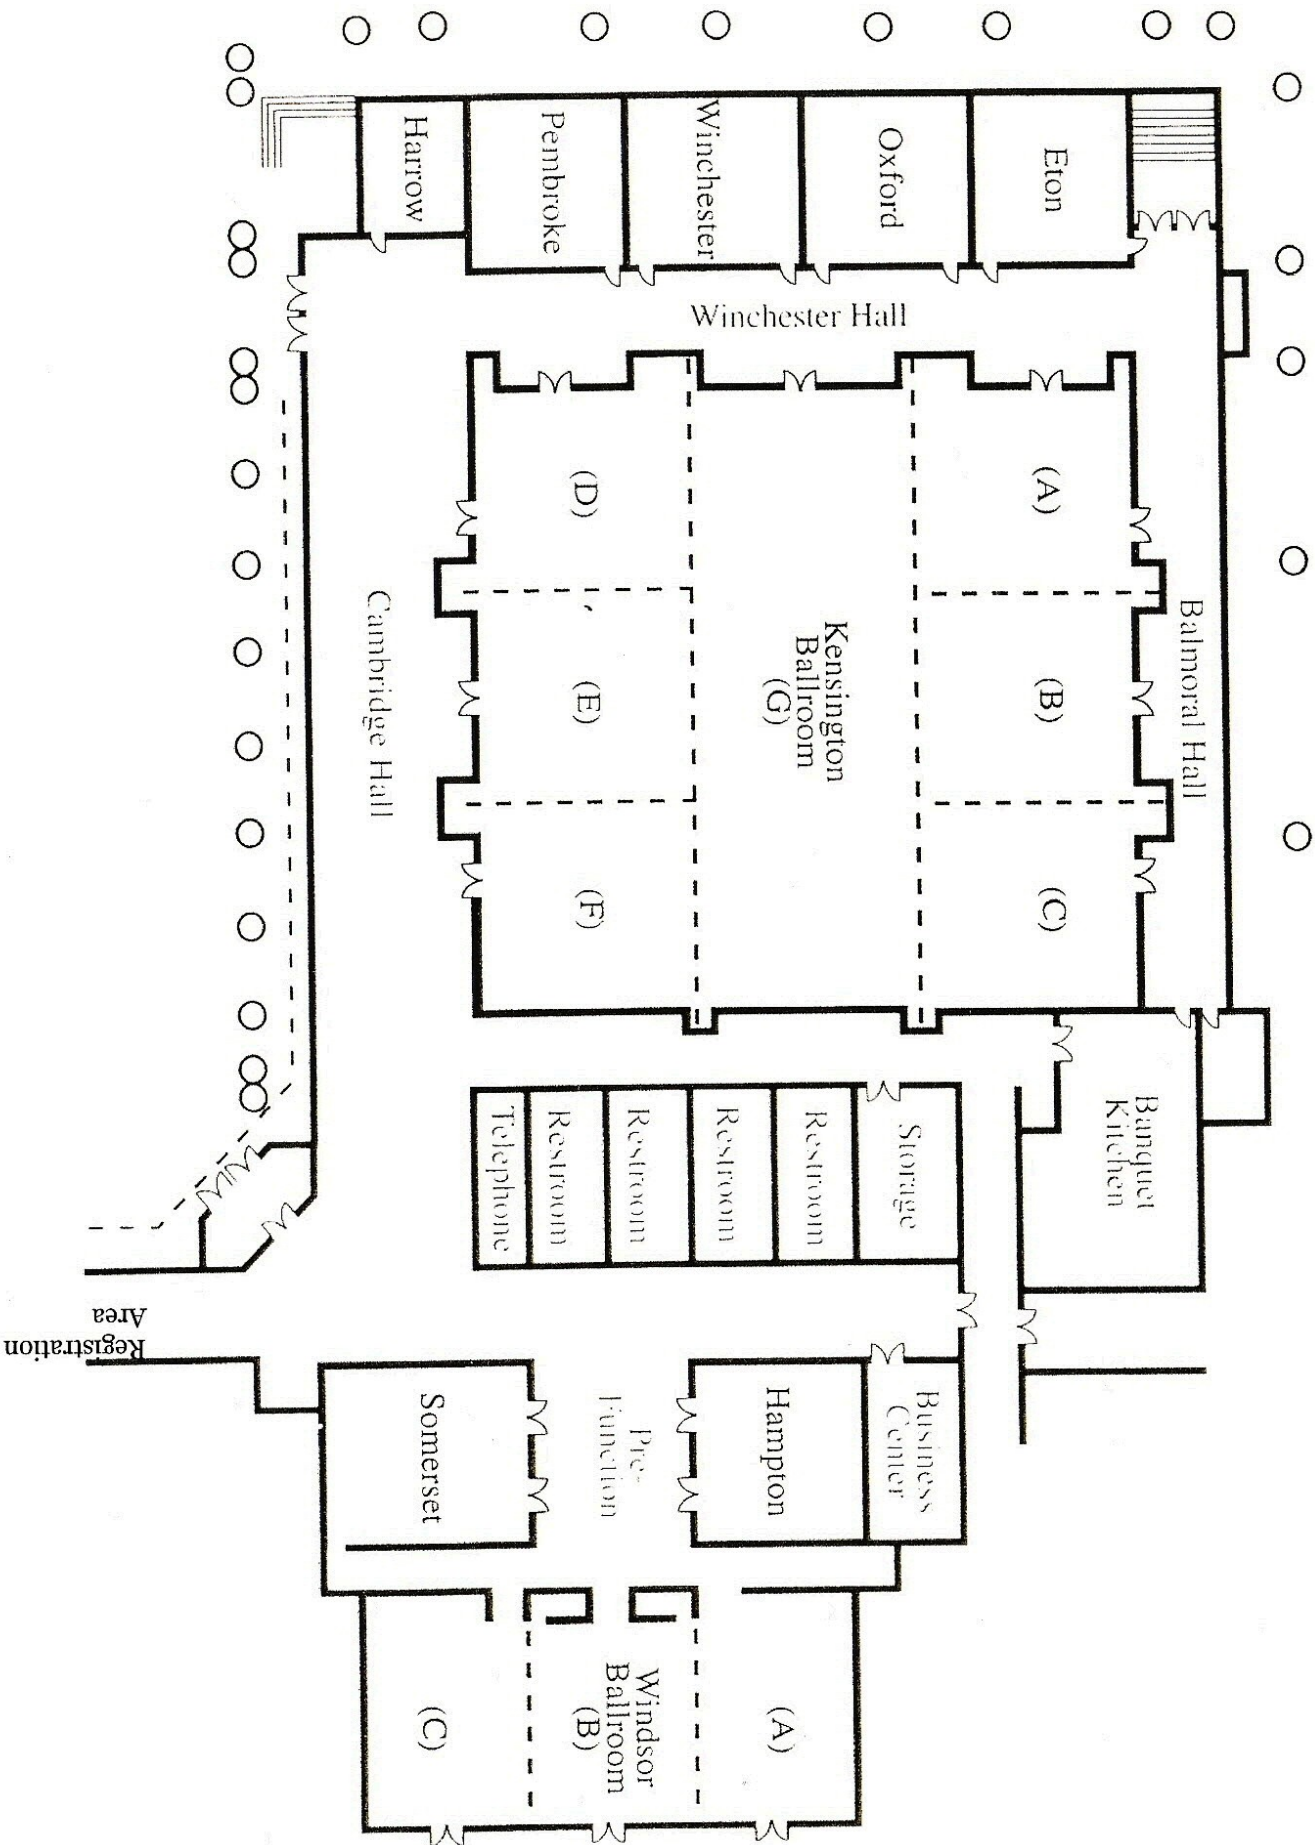 Harrow
Pembroke
Winchester
Oxford
Eton
Winchester Hall
(D)
(A)
Cambridge Hall
(E)
Kensington
Ballroom
(G)
(B)
Balmoral Hall
(F)
(C)
Telephone
Restroom
Restroom
Restroom
Restroom
Storage
Banquet
Kitchen
Registration
Area
Somerset
Pre-
Function
Hampton
Business
Center
(C)
Windsor
Ballroom
(B)
(A)